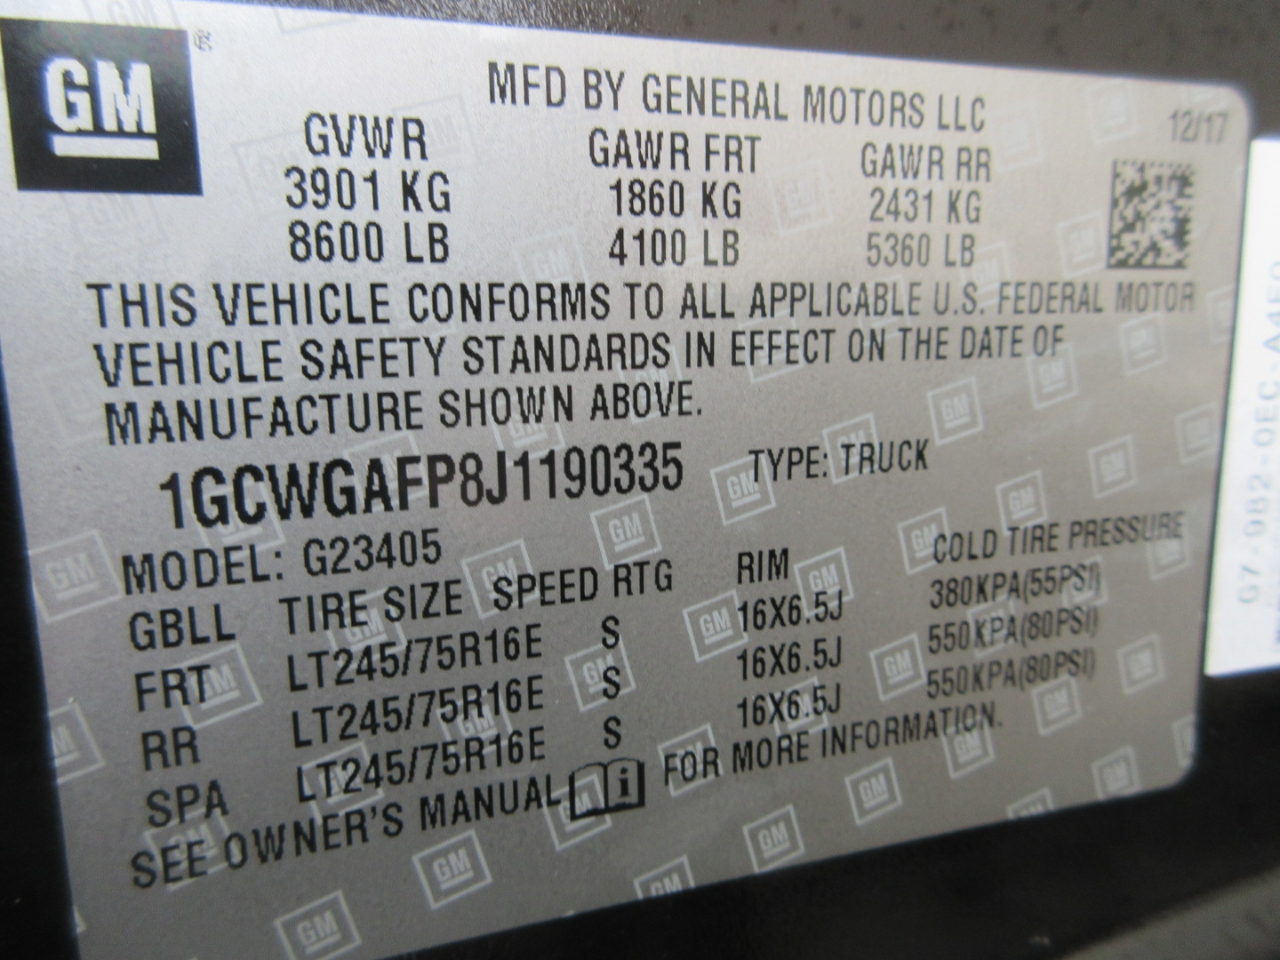 GM
MFD BY GENERAL MOTORS LLC
12/17
GVWR GAWR FRT GAWR RR
3901 KG 1860 KG 2431 KG
8600 LB 4100 LB 5360 LB
THIS VEHICLE CONFORMS TO ALL APPLICABLE U.S. FEDERAL MOTOR
VEHICLE SAFETY STANDARDS IN EFFECT ON THE DATE OF
MANUFACTURE SHOWN ABOVE.
1GCWGAFP8J1190335 TYPE: TRUCK
MODEL: G23405
GBLL TIRE SIZE SPEED RTG RIM COLD TIRE PRESSURE
FRT LT245/75R16E S 16X6.5J 380KPA(55PSI)
RR LT245/75R16E S 16X6.5J 550KPA(80PSI)
SPA LT245/75R16E S 16X6.5J 550KPA(80PSI)
SEE OWNER'S MANUAL FOR MORE INFORMATION.